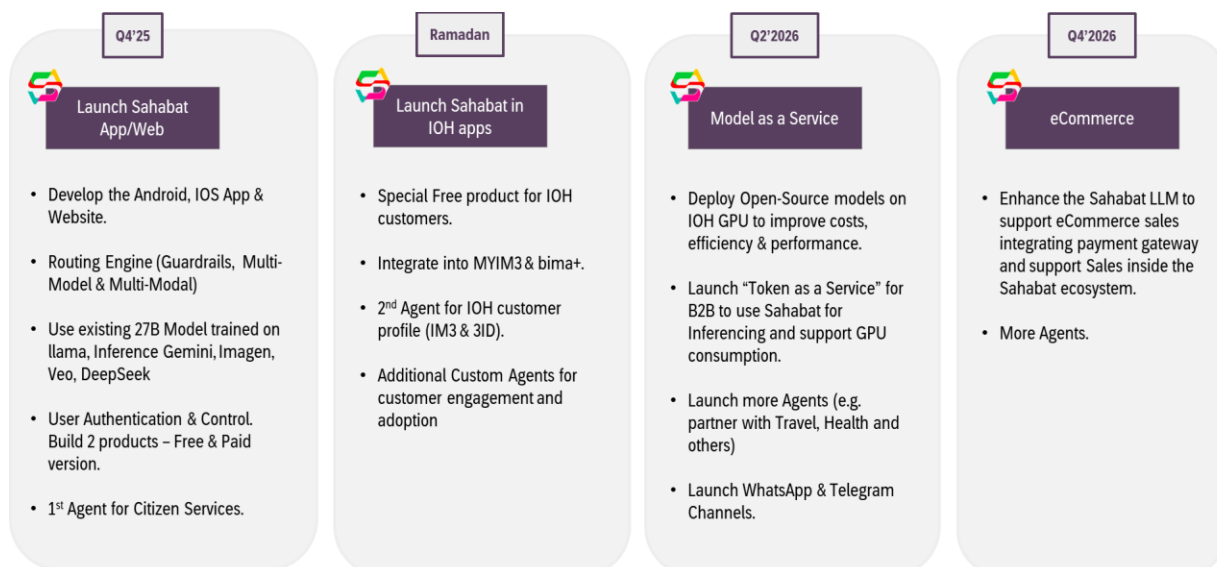 Q4'25
Launch Sahabat
App/Web
• Develop the Android, IOS App &
Website.
• Routing Engine (Guardrails, Multi-
Model & Multi-Modal)
• Use existing 27B Model trained on
llama, Inference Gemini, Imagen,
Veo, DeepSeek
• User Authentication & Control.
Build 2 products – Free & Paid
version.
• 1st Agent for Citizen Services.
Ramadan
Launch Sahabat in
IOH apps
• Special Free product for IOH
customers.
• Integrate into MYIM3 & bima+.
• 2nd Agent for IOH customer
profile (IM3 & 3ID).
• Additional Custom Agents for
customer engagement and
adoption
Q2'2026
Model as a Service
• Deploy Open-Source models on
IOH GPU to improve costs,
efficiency & performance.
• Launch “Token as a Service” for
B2B to use Sahabat for
Inferencing and support GPU
consumption.
• Launch more Agents (e.g.
partner with Travel, Health and
others)
• Launch WhatsApp & Telegram
Channels.
Q4'2026
eCommerce
• Enhance the Sahabat LLM to
support eCommerce sales
integrating payment gateway
and support Sales inside the
Sahabat ecosystem.
• More Agents.